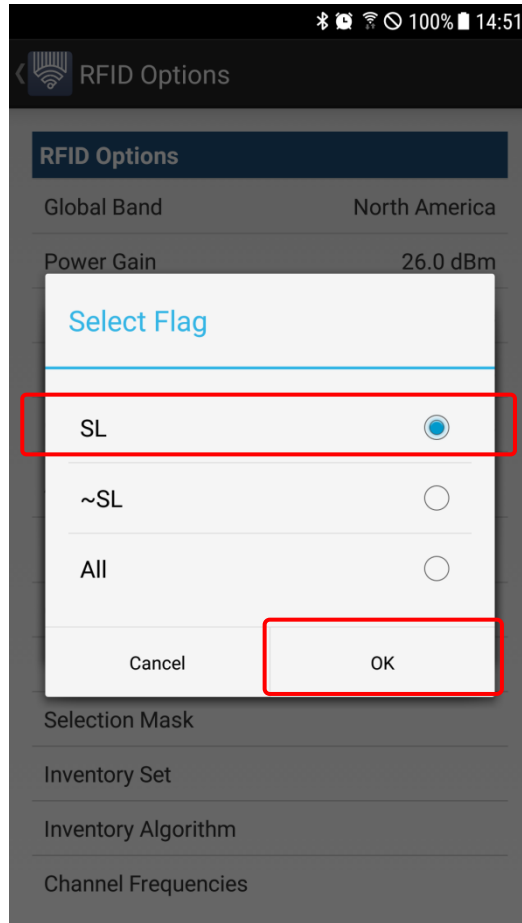 100% 14:51
RFID Options
RFID Options
Global Band North America
Power Gain 26.0 dBm
Select Flag
SL
~SL
All
Cancel OK
Selection Mask
Inventory Set
Inventory Algorithm
Channel Frequencies